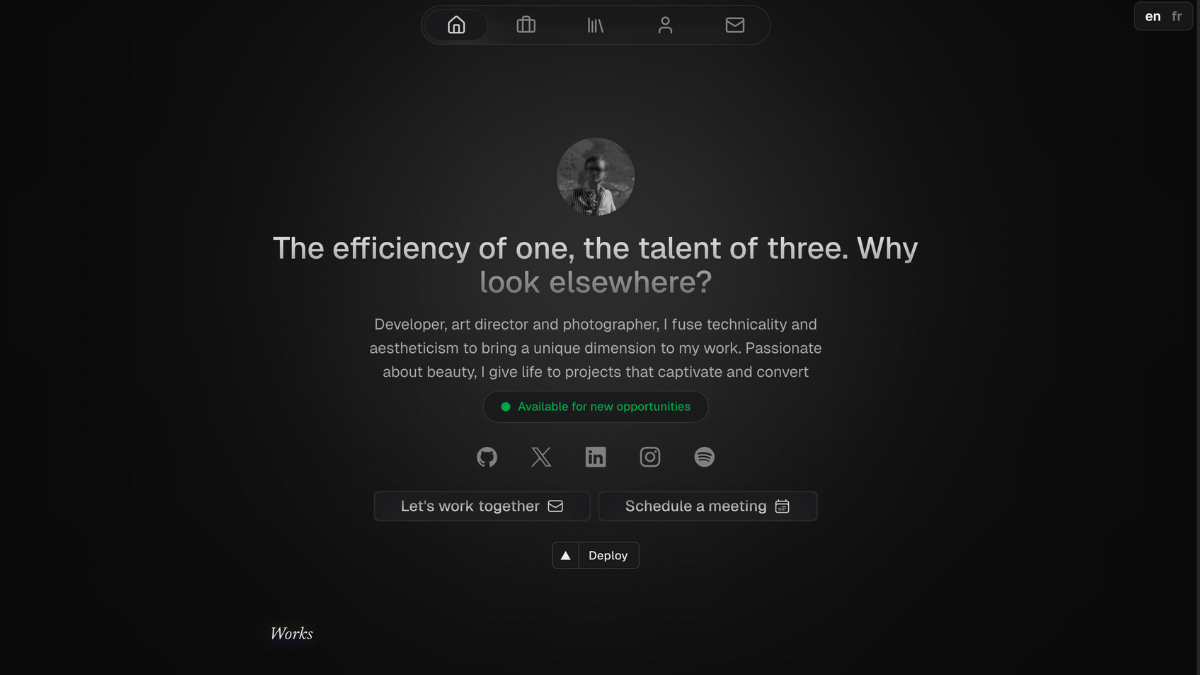 en fr
The efficiency of one, the talent of three. Why
look elsewhere?
Developer, art director and photographer, I fuse technicality and
aestheticism to bring a unique dimension to my work. Passionate
about beauty, I give life to projects that captivate and convert
Available for new opportunities
Let's work together
Schedule a meeting
Deploy
Works